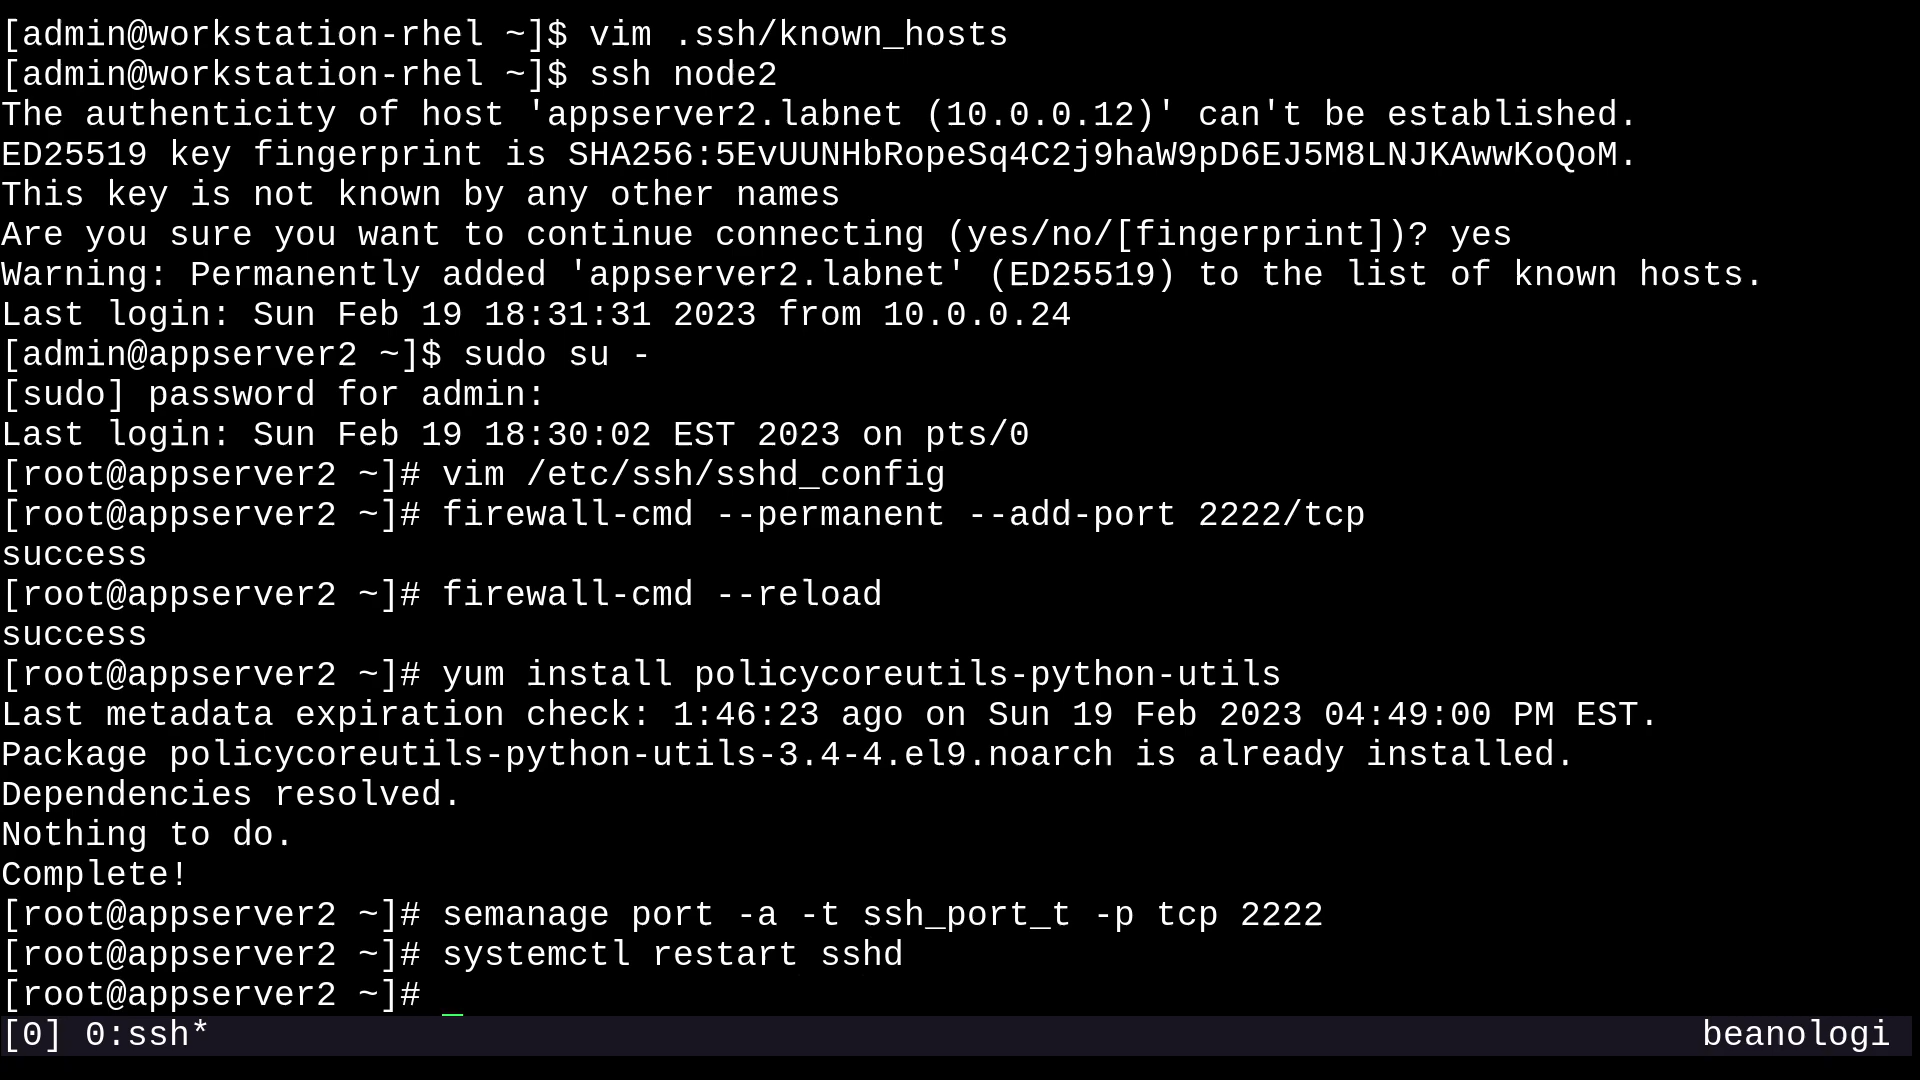 [admin@workstation-rhel ~]$ vim .ssh/known_hosts
[admin@workstation-rhel ~]$ ssh node2
The authenticity of host 'appserver2.labnet (10.0.0.12)' can't be established.
ED25519 key fingerprint is SHA256:5EvUUNHbRopeSq4C2j9haW9pD6EJ5M8LNJKAwwKoQoM.
This key is not known by any other names
Are you sure you want to continue connecting (yes/no/[fingerprint])? yes
Warning: Permanently added 'appserver2.labnet' (ED25519) to the list of known hosts.
Last login: Sun Feb 19 18:31:31 2023 from 10.0.0.24
[admin@appserver2 ~]$ sudo su -
[sudo] password for admin:
Last login: Sun Feb 19 18:30:02 EST 2023 on pts/0
[root@appserver2 ~]# vim /etc/ssh/sshd_config
[root@appserver2 ~]# firewall-cmd --permanent --add-port 2222/tcp
success
[root@appserver2 ~]# firewall-cmd --reload
success
[root@appserver2 ~]# yum install policycoreutils-python-utils
Last metadata expiration check: 1:46:23 ago on Sun 19 Feb 2023 04:49:00 PM EST.
Package policycoreutils-python-utils-3.4-4.el9.noarch is already installed.
Dependencies resolved.
Nothing to do.
Complete!
[root@appserver2 ~]# semanage port -a -t ssh_port_t -p tcp 2222
[root@appserver2 ~]# systemctl restart sshd
[root@appserver2 ~]# _
[0] 0:ssh* beanologi